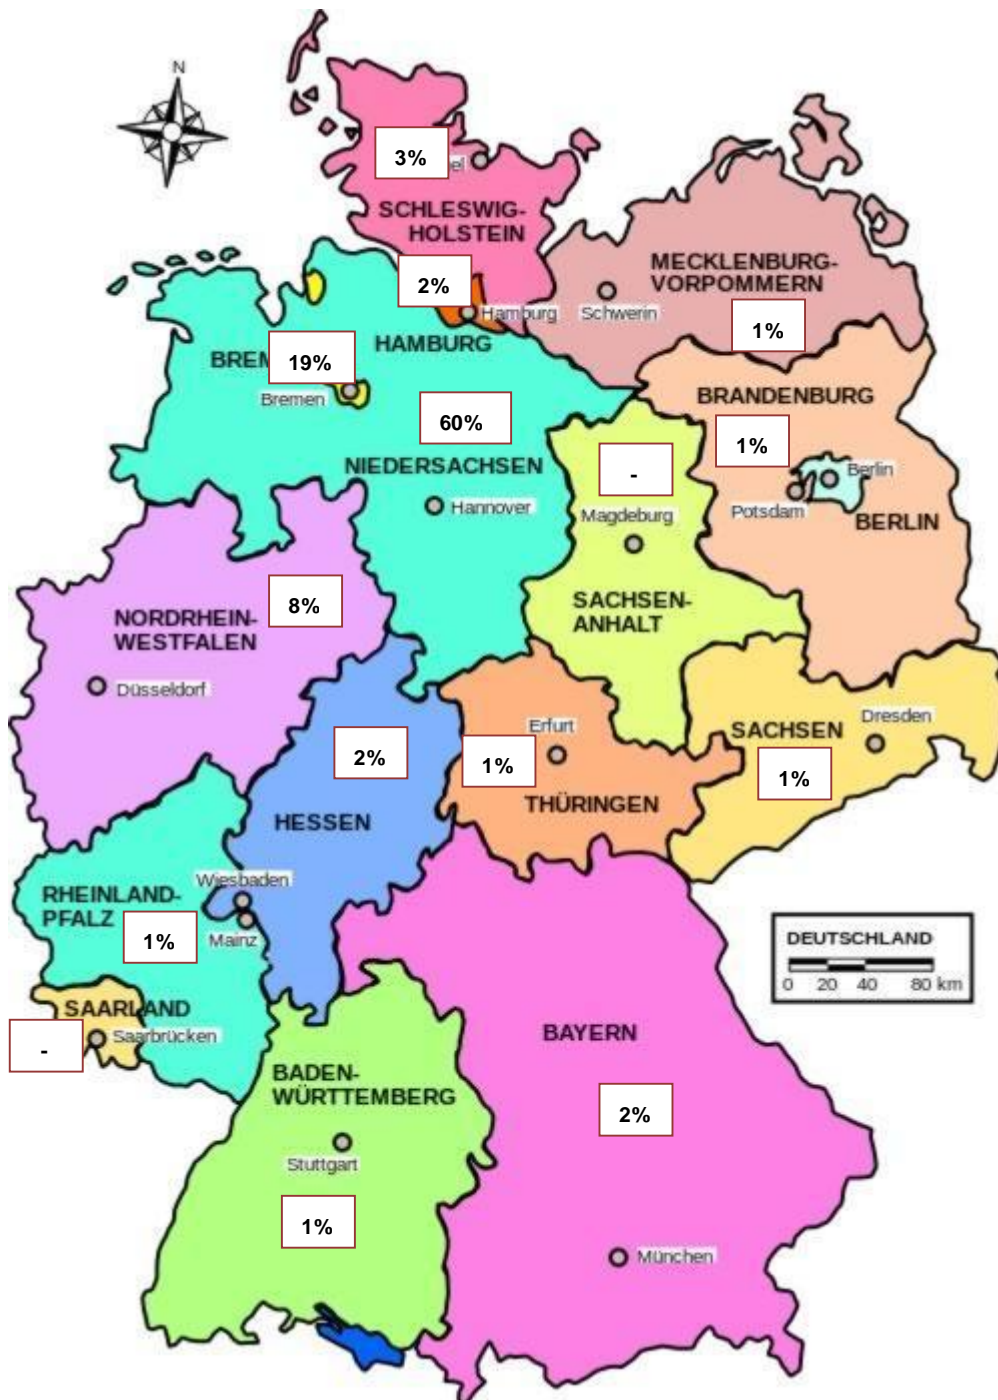 N
3%
el
SCHLESWIG-
HOLSTEIN
MECKLENBURG-
VORPOMMERN
2%
Hamburg
Schwerin
1%
HAMBURG
BREM
19%
Bremen
BRANDENBURG
60%
1%
NIEDERSACHSEN
-
Berlin
Hannover
Magdeburg
Potsdam
BERLIN
8%
NORDRHEIN-
WESTFALEN
SACHSEN-
ANHALT
Düsseldorf
Erfurt
Dresden
SACHSEN
2%
1%
1%
THÜRINGEN
HESSEN
Wiesbaden
RHEINLAND-
PFALZ
1%
Mainz
DEUTSCHLAND
0 20 40 80 km
SAARLAND
Saarbrücken
-
BAYERN
BADEN-
WÜRTTEMBERG
2%
Stuttgart
1%
München